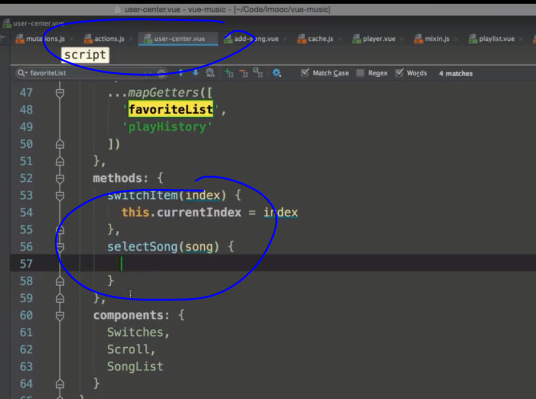 user-center.vue - vue-music - [~/Code/imooc/vue-music]
user-center.vue
mutations.js actions.js user-center.vue add-song.vue cache.js player.vue mixin.js playlist.vue
script
favoriteList Match Case Regex Words 4 matches
47 ...mapGetters([
48 'favoriteList',
49 'playHistory'
50 ])
51 },
52 methods: {
53 switchItem(index) {
54 this.currentIndex = index
55 },
56 selectSong(song) {
57
58 }
59 },
60 components: {
61 Switches,
62 Scroll,
63 SongList
64 }
65 }